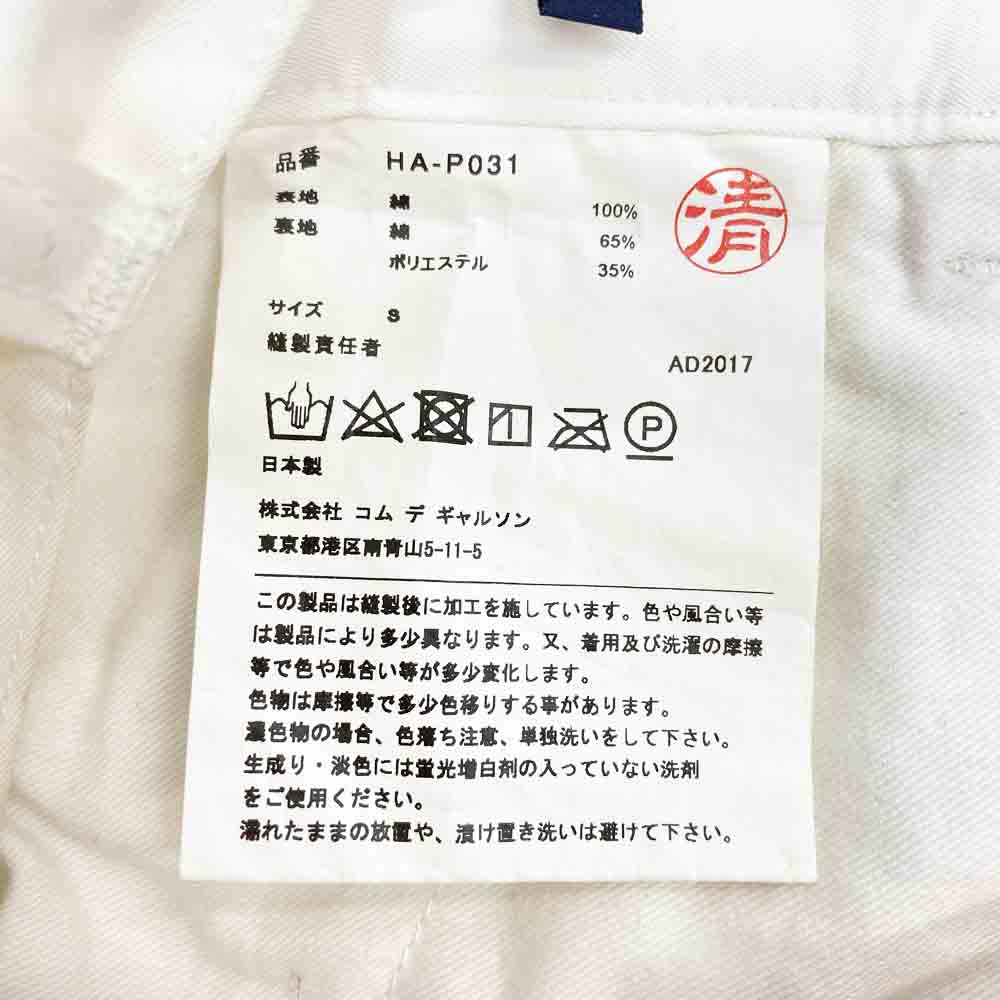 品番 HA-P031
表地 綿 100%
裏地 綿 65%
ポリエステル 35%
清
サイズ S
縫製責任者
AD2017
P
日本製
株式会社 コム デ ギャルソン
東京都港区南青山5-11-5
この製品は縫製後に加工を施しています。色や風合い等
は製品により多少異なります。又、着用及び洗濯の摩擦
等で色や風合い等が多少変化します。
色物は摩擦等で多少色移りする事があります。
濃色物の場合、色落ち注意、単独洗いをして下さい。
生成り・淡色には蛍光増白剤の入っていない洗剤
をご使用ください。
濡れたままの放置や、漬け置き洗いは避けて下さい。